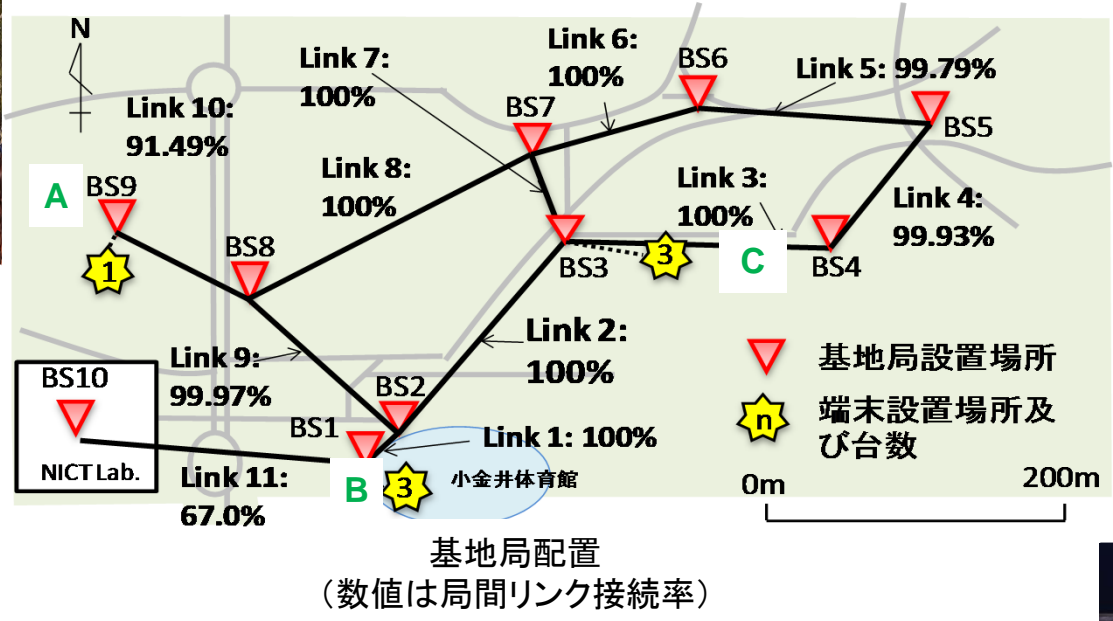 N
Link 7:
100%
Link 6:
100%
BS6
Link 5: 99.79%
Link 10:
91.49%
BS7
BS5
A
BS9
Link 8:
100%
Link 3:
100%
Link 4:
99.93%
1
BS8
BS3
3
C
BS4
Link 2:
100%
BS10
Link 9:
99.97%
BS2
基地局設置場所
BS1
Link 1: 100%
n
端末設置場所及
び台数
NICT Lab.
Link 11:
67.0%
B
3
小金井体育館
0m
200m
基地局配置
（数値は局間リンク接続率）